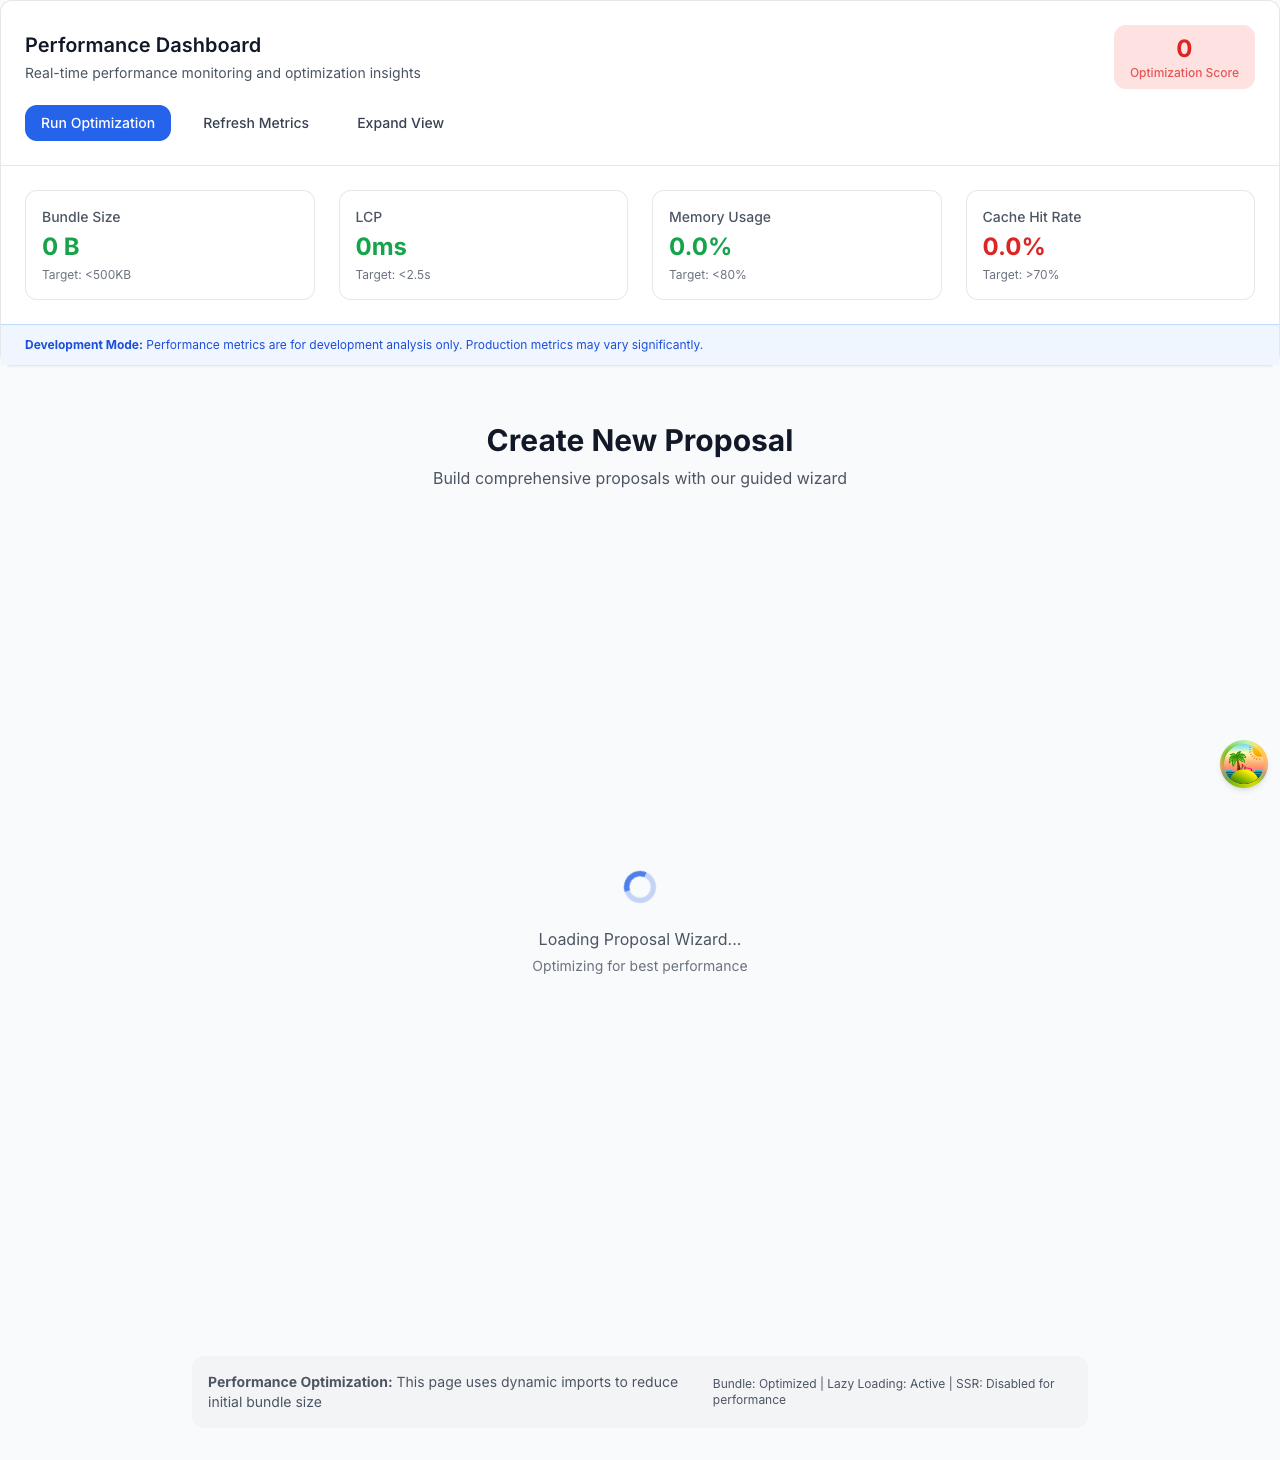 Performance Dashboard
Real-time performance monitoring and optimization insights
0
Optimization Score
Run Optimization
Refresh Metrics
Expand View
Bundle Size
0 B
Target: <500KB
LCP
0ms
Target: <2.5s
Memory Usage
0.0%
Target: <80%
Cache Hit Rate
0.0%
Target: >70%
Development Mode: Performance metrics are for development analysis only. Production metrics may vary significantly.
Create New Proposal
Build comprehensive proposals with our guided wizard
Loading Proposal Wizard...
Optimizing for best performance
Performance Optimization: This page uses dynamic imports to reduce
initial bundle size
Bundle: Optimized | Lazy Loading: Active | SSR: Disabled for
performance